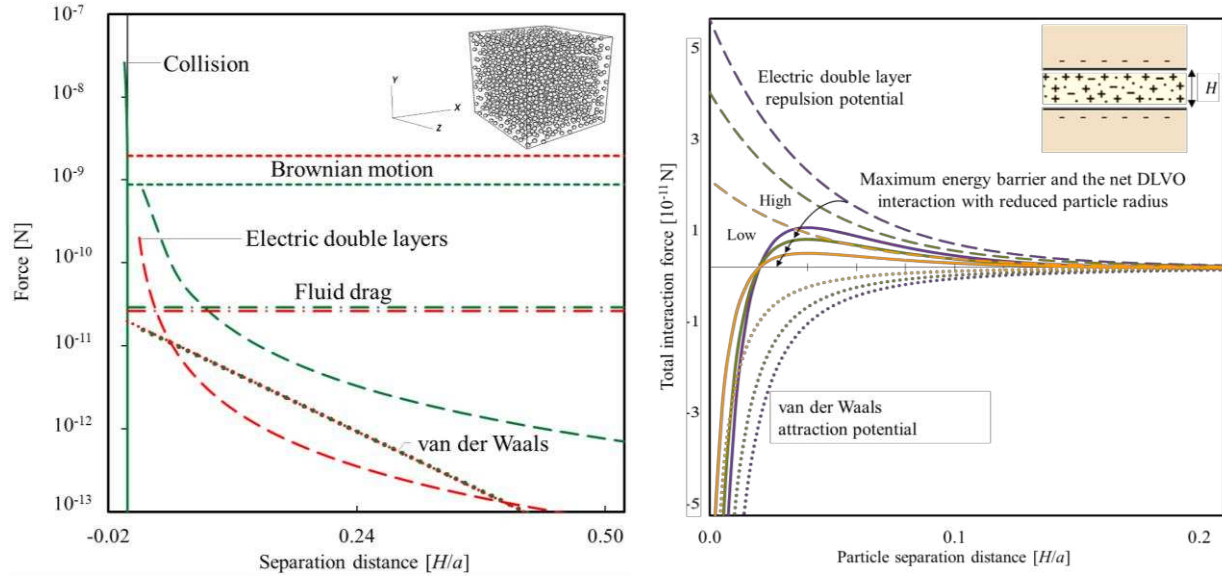 10⁻⁷
10⁻⁸
10⁻⁹
10⁻¹⁰
10⁻¹¹
10⁻¹²
10⁻¹³
Force [N]
Collision
Y
X
Z
Brownian motion
Electric double layers
Fluid drag
van der Waals
-0.02
0.24
0.50
Separation distance [H/a]
5
3
1
-1
-3
-5
Total interaction force [10⁻¹¹ N]
Electric double layer
repulsion potential
H
Maximum energy barrier and the net DLVO
interaction with reduced particle radius
High
Low
van der Waals
attraction potential
0.0
0.1
0.2
Particle separation distance [H/a]